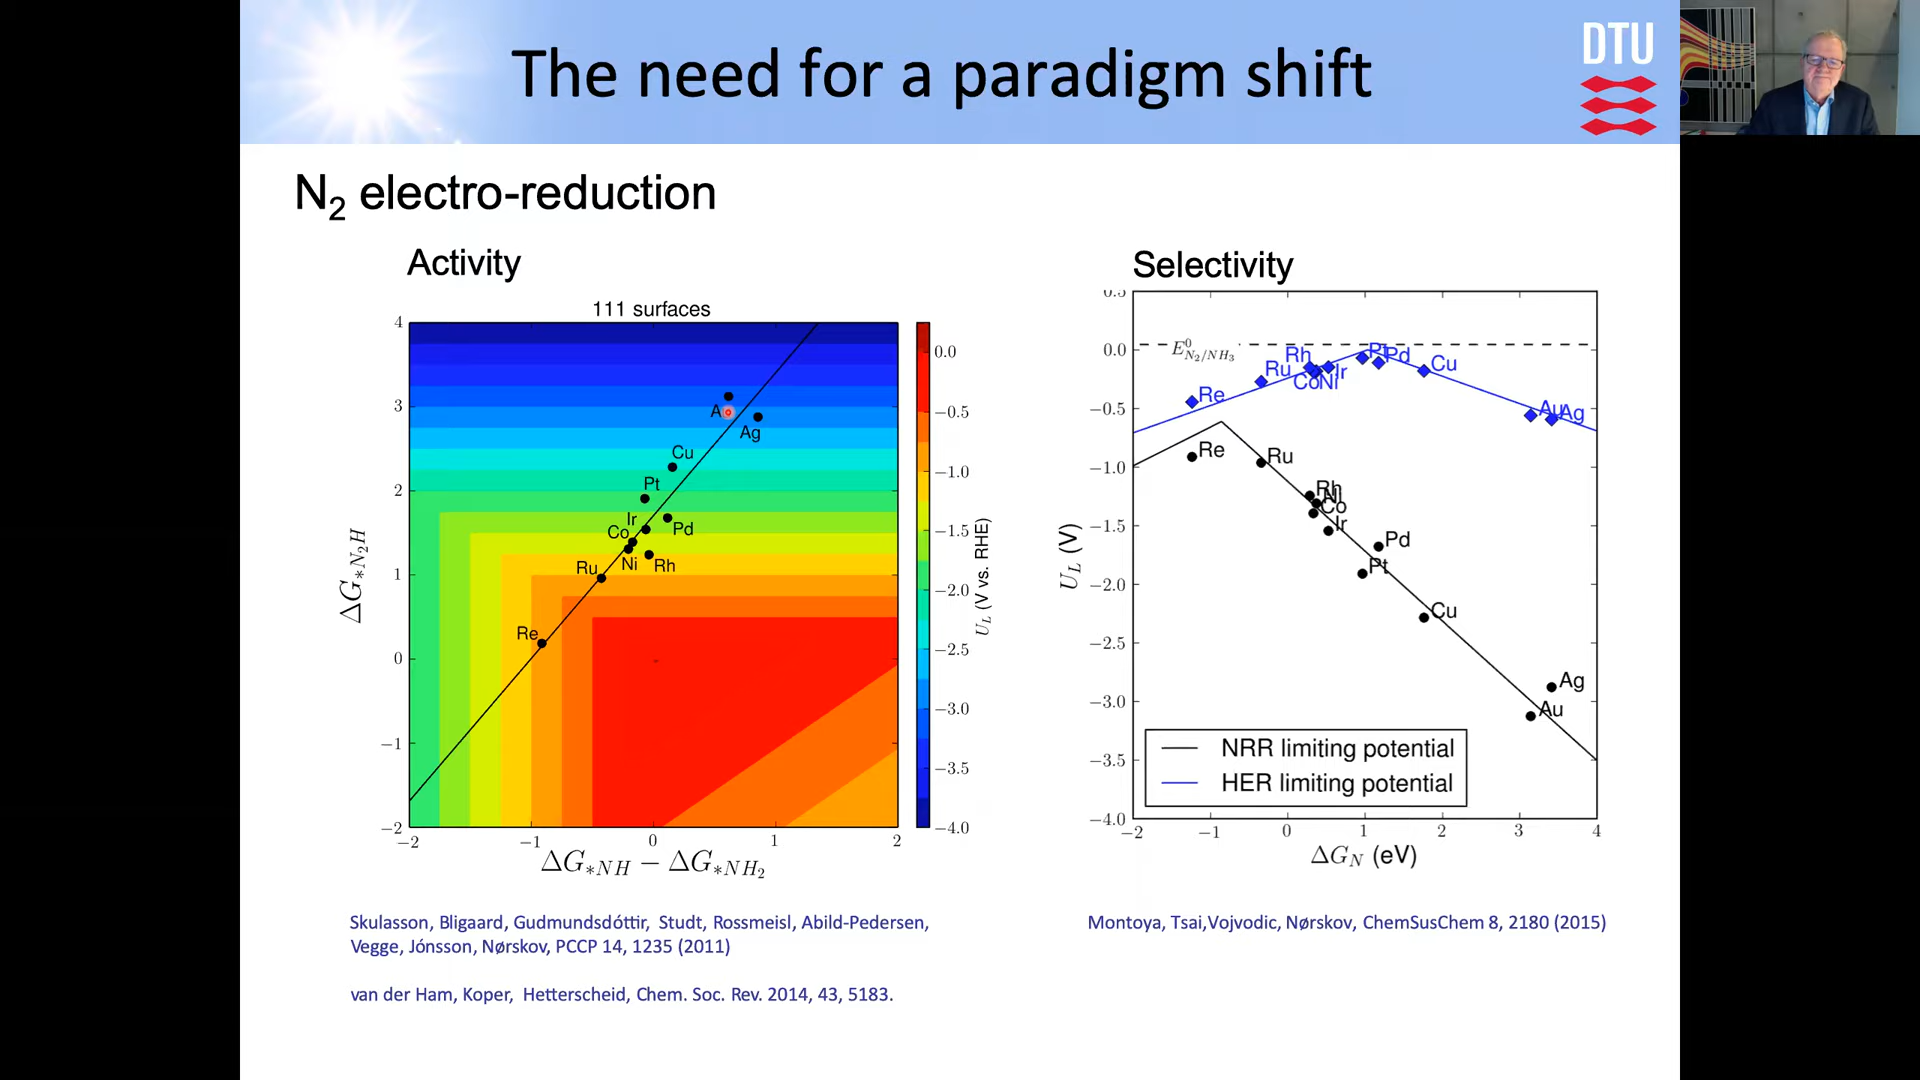 The need for a paradigm shift
DTU
N₂ electro-reduction
Activity
111 surfaces
4
3
2
1
0
−1
−2
ΔG*N₂H
A
Ag
Cu
Pt
Ir
Co
Pd
Ni
Rh
Ru
Re
−2
−1
0
1
2
ΔG*NH − ΔG*NH₂
0.0
−0.5
−1.0
−1.5
−2.0
−2.5
−3.0
−3.5
−4.0
U_L (V vs. RHE)
Selectivity
0.5
0.0
−0.5
−1.0
−1.5
−2.0
−2.5
−3.0
−3.5
−4.0
U_L (V)
E⁰N₂/NH₃
Re
Ru
Rh
Co
Ni
Ir
Pt
Pd
Cu
Au
Ag
Re
Ru
Rh
Ni
Co
Ir
Pd
Pt
Cu
Ag
Au
NRR limiting potential
HER limiting potential
−2
−1
0
1
2
3
4
ΔG_N (eV)
Skulasson, Bligaard, Gudmundsdóttir, Studt, Rossmeisl, Abild-Pedersen,
Vegge, Jónsson, Nørskov, PCCP 14, 1235 (2011)
van der Ham, Koper, Hetterscheid, Chem. Soc. Rev. 2014, 43, 5183.
Montoya, Tsai,Vojvodic, Nørskov, ChemSusChem 8, 2180 (2015)